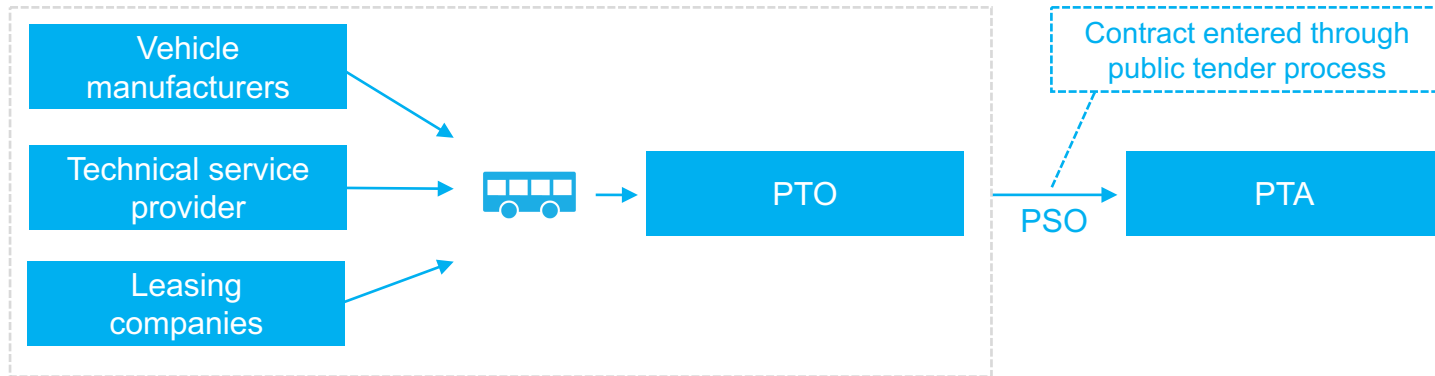 Vehicle
manufacturers
Technical service
provider
Leasing
companies
PTO
Contract entered through
public tender process
PSO
PTA